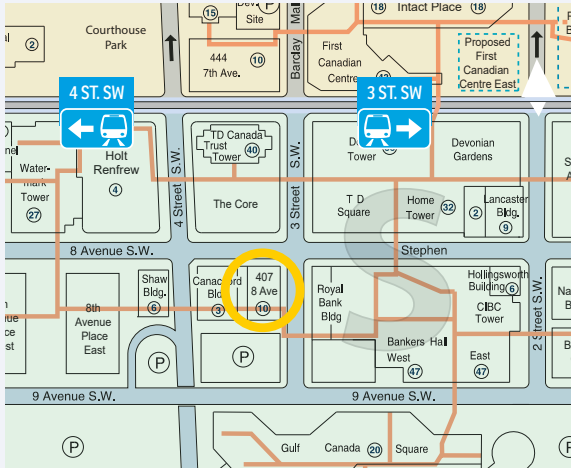 Courthouse
Park
2
15
Site
P
444
10
7th Ave.
Barclay
18
Intact Place
18
First
Canadian
Centre
Proposed
First
Canadian
Centre East
4 ST. SW
3 ST. SW
Water-
Tower
27
Holt
Renfrew
4
4 Street S.W.
TD Canada
Trust
Tower
40
The Core
3 Street S.W.
Tower
Devonian
Gardens
T D
Square
Home
Tower
32
2
Lancaster
Bldg.
9
S
8 Avenue S.W.
Stephen
Shaw
Bldg.
6
8th
Avenue
Place
East
P
Canaccord
Bldg.
3
407
8 Ave
10
P
Royal
Bank
Bldg
Hollingsworth
Building
6
CIBC
Tower
Bankers Hall
West
47
East
47
2 Street S.W.
9 Avenue S.W.
9 Avenue S.W.
P
Gulf Canada 20 Square
P